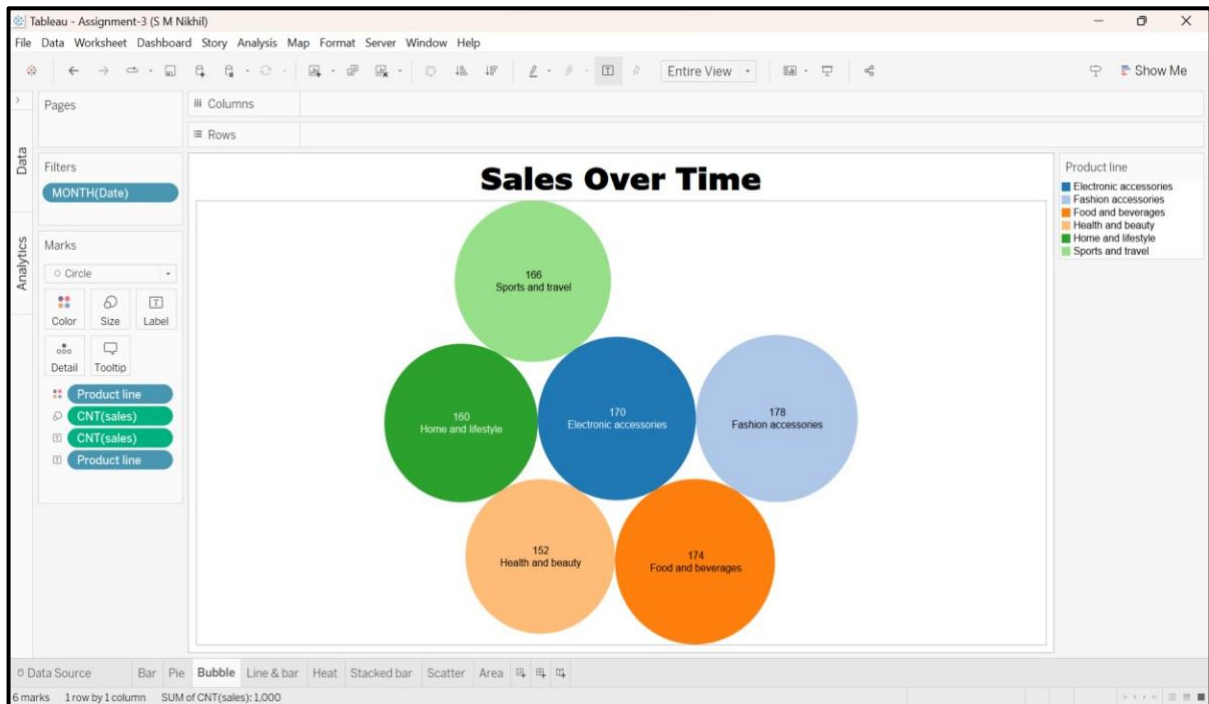 Tableau - Assignment-3 (S M Nikhil)
File Data Worksheet Dashboard Story Analysis Map Format Server Window Help
Entire View
Show Me
Pages
Columns
Rows
Data
Analytics
Filters
MONTH(Date)
Marks
Circle
Color Size Label
Detail Tooltip
Product line
CNT(sales)
CNT(sales)
Product line
Sales Over Time
166
Sports and travel
160
Home and lifestyle
170
Electronic accessories
178
Fashion accessories
152
Health and beauty
174
Food and beverages
Product line
Electronic accessories
Fashion accessories
Food and beverages
Health and beauty
Home and lifestyle
Sports and travel
Data Source Bar Pie Bubble Line & bar Heat Stacked bar Scatter Area
6 marks 1 row by 1 column SUM of CNT(sales): 1,000